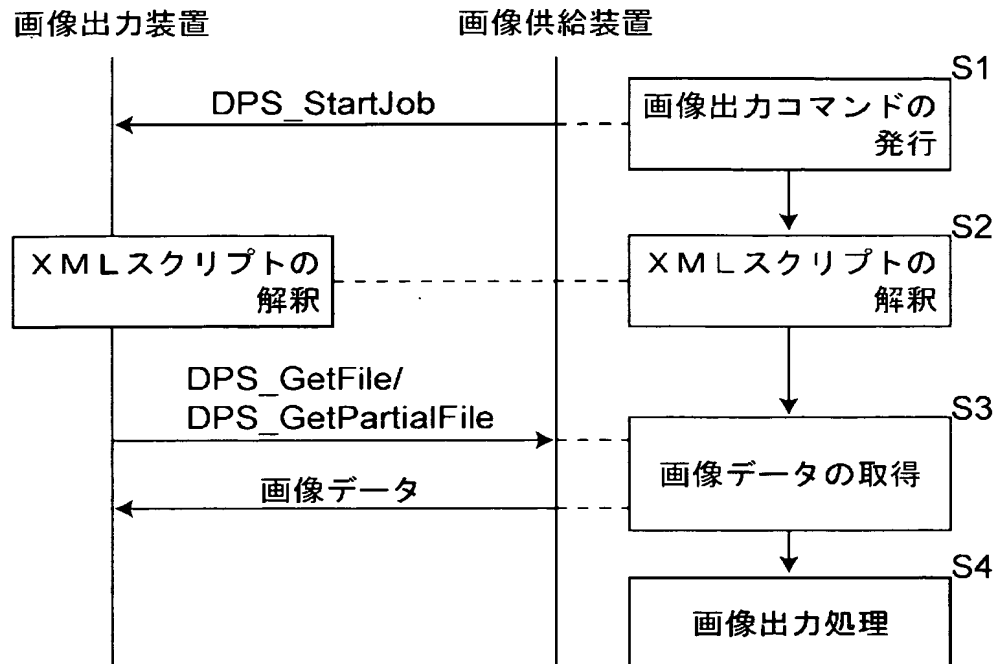 画像出力装置
画像供給装置
S1
DPS_StartJob
画像出力コマンドの
発行
S2
XMLスクリプトの
解釈
XMLスクリプトの
解釈
DPS_GetFile/
DPS_GetPartialFile
S3
画像データの取得
画像データ
S4
画像出力処理